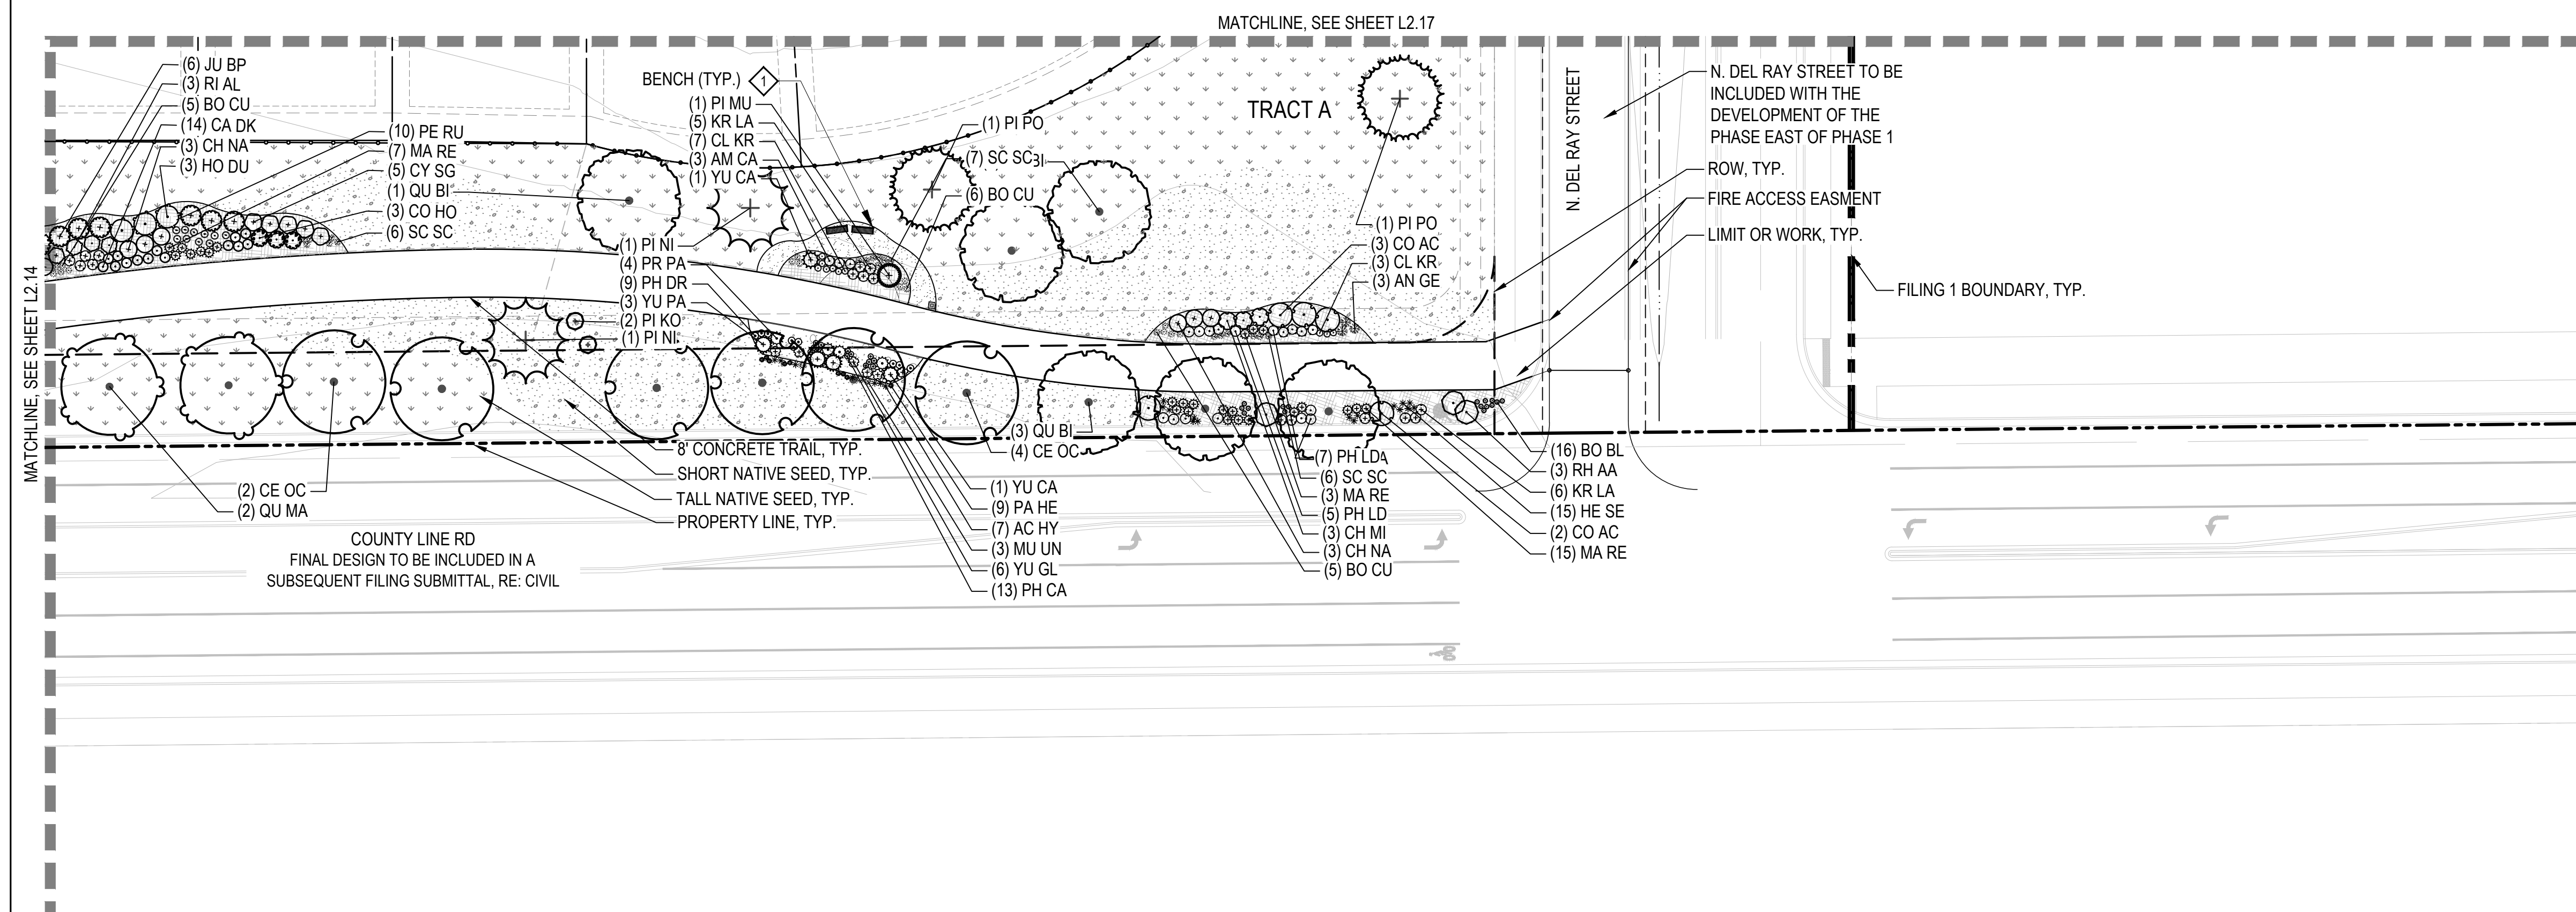 MATCHLINE, SEE SHEET L2.17
MATCHLINE, SEE SHEET L2.14
(6) JU BP
(3) RI AL
(5) BO CU
(14) CA DK
(3) CH NA
(3) HO DU
(10) PE RU
(7) MA RE
(5) CY SG
(1) QU BI
(3) CO HO
(6) SC SC
BENCH (TYP.)
1
(1) PI MU
(5) KR LA
(7) CL KR
(3) AM CA
(1) YU CA
(1) PI NI
(4) PR PA
(9) PH DR
(3) YU PA
(2) PI KO
(1) PI NI
(1) PI PO
(7) SC SC
BI
(6) BO CU
TRACT A
(1) PI PO
(3) CO AC
(3) CL KR
(3) AN GE
N. DEL RAY STREET
N. DEL RAY STREET TO BE
INCLUDED WITH THE
DEVELOPMENT OF THE
PHASE EAST OF PHASE 1
ROW, TYP.
FIRE ACCESS EASMENT
LIMIT OR WORK, TYP.
FILING 1 BOUNDARY, TYP.
(2) CE OC
(2) QU MA
8' CONCRETE TRAIL, TYP.
SHORT NATIVE SEED, TYP.
TALL NATIVE SEED, TYP.
PROPERTY LINE, TYP.
COUNTY LINE RD
FINAL DESIGN TO BE INCLUDED IN A
SUBSEQUENT FILING SUBMITTAL, RE: CIVIL
(3) QU BI
(4) CE OC
(1) YU CA
(9) PA HE
(7) AC HY
(3) MU UN
(6) YU GL
(13) PH CA
(7) PH LD
(6) SC SC
(3) MA RE
(5) PH LD
(3) CH MI
(3) CH NA
(5) BO CU
(16) BO BL
(3) RH AA
(6) KR LA
(15) HE SE
(2) CO AC
(15) MA RE